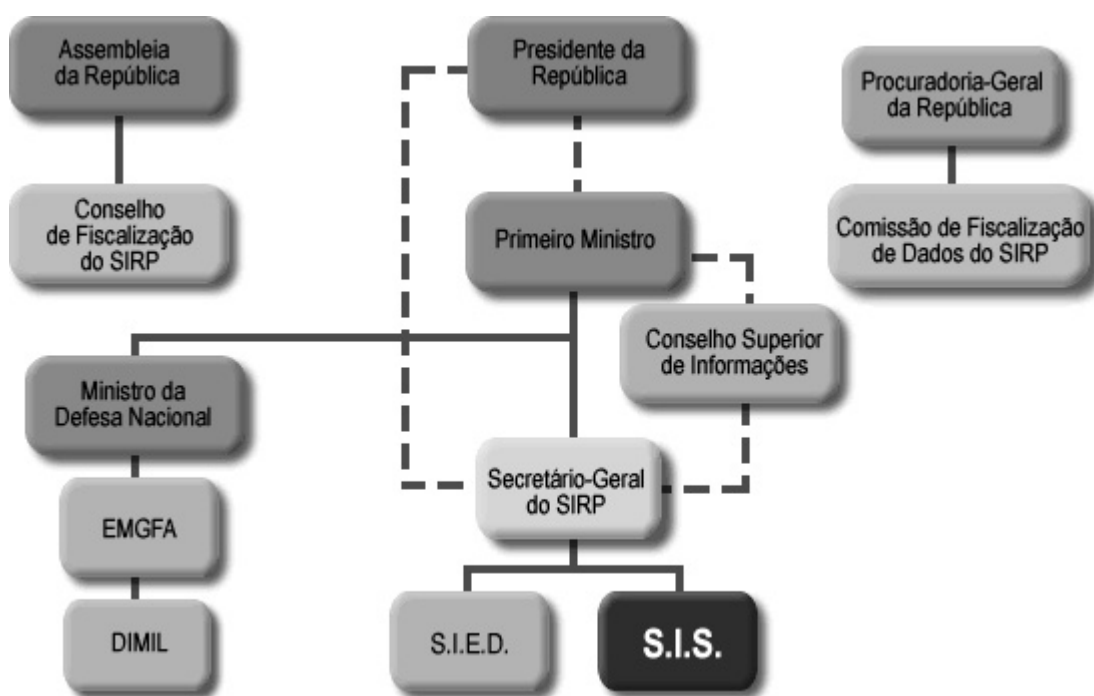 Assembleia
da República
Presidente da
República
Procuradoria-Geral
da República
Conselho
de Fiscalização
do SIRP
Primeiro Ministro
Comissão de Fiscalização
de Dados do SIRP
Conselho Superior
de Informações
Ministro da
Defesa Nacional
Secretário-Geral
do SIRP
EMGFA
DIMIL
S.I.E.D.
S.I.S.